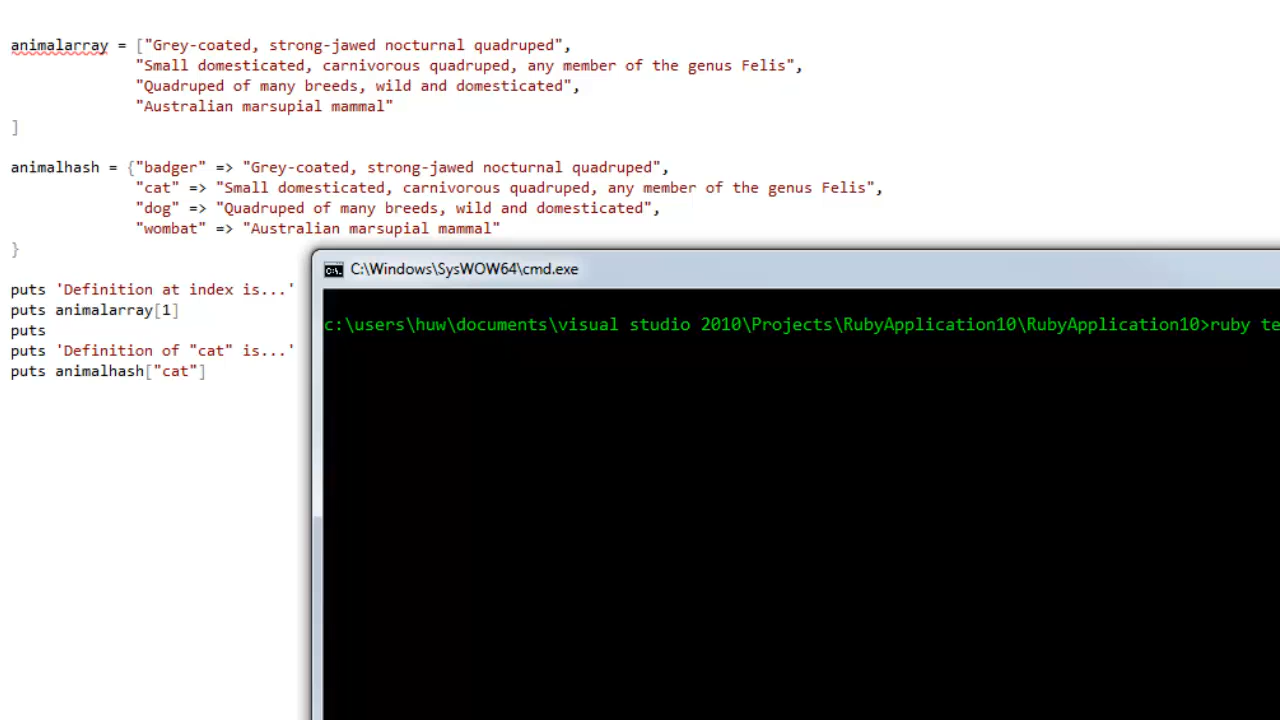 animalarray = ["Grey-coated, strong-jawed nocturnal quadruped",
"Small domesticated, carnivorous quadruped, any member of the genus Felis",
"Quadruped of many breeds, wild and domesticated",
"Australian marsupial mammal"
]
animalhash = {"badger" => "Grey-coated, strong-jawed nocturnal quadruped",
"cat" => "Small domesticated, carnivorous quadruped, any member of the genus Felis",
"dog" => "Quadruped of many breeds, wild and domesticated",
"wombat" => "Australian marsupial mammal"
}
puts 'Definition at index is...'
puts animalarray[1]
puts
puts 'Definition of "cat" is...'
puts animalhash["cat"]
C:\Windows\SysWOW64\cmd.exe
c:\users\huw\documents\visual studio 2010\Projects\RubyApplication10\RubyApplication10>ruby te